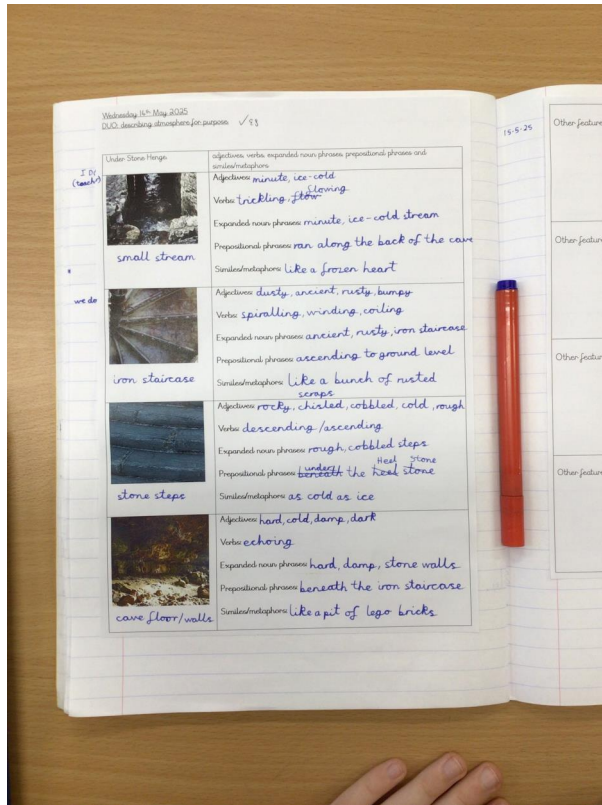 Wednesday 14th May 2025
DUO: describing atmosphere for purpose ✓
15-5-25
I Do
(teacher)
Under Stone Henge
adjectives, verbs, expanded noun phrases, prepositional phrases and
similes/metaphors
small stream
Adjectives: minute, ice-cold
flowing
Verbs: trickling, flow
Expanded noun phrases: minute, ice-cold stream
Prepositional phrases: ran along the back of the cave
Similes/metaphors: like a frozen heart
we do
iron staircase
Adjectives: dusty, ancient, rusty, bumpy
Verbs: spiralling, winding, coiling
Expanded noun phrases: ancient, rusty, iron staircase
Prepositional phrases: ascending to ground level
Similes/metaphors: like a bunch of rusted
scraps
stone steps
Adjectives: rocky, chisled, cobbled, cold, rough
Verbs: descending/ascending
Expanded noun phrases: rough, cobbled steps
under Heel Stone
Prepositional phrases: beneath the heel stone
Similes/metaphors: as cold as ice
cave floor/walls
Adjectives: hard, cold, damp, dark
Verbs: echoing
Expanded noun phrases: hard, damp, stone walls
Prepositional phrases: beneath the iron staircase
Similes/metaphors: like a pit of lego bricks
Other feature
Other feature
Other feature
Other feature